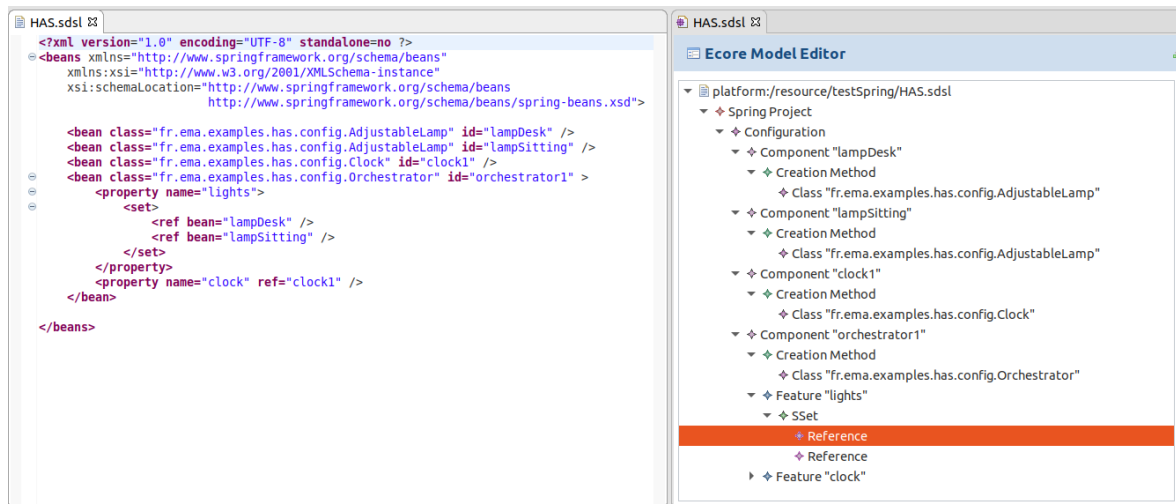 HAS.sdsl
<?xml version="1.0" encoding="UTF-8" standalone=no ?>
<beans xmlns="http://www.springframework.org/schema/beans"
xmlns:xsi="http://www.w3.org/2001/XMLSchema-instance"
xsi:schemaLocation="http://www.springframework.org/schema/beans
http://www.springframework.org/schema/beans/spring-beans.xsd">
<bean class="fr.ema.examples.has.config.AdjustableLamp" id="lampDesk" />
<bean class="fr.ema.examples.has.config.AdjustableLamp" id="lampSitting" />
<bean class="fr.ema.examples.has.config.Clock" id="clock1" />
<bean class="fr.ema.examples.has.config.Orchestrator" id="orchestrator1" >
<property name="lights">
<set>
<ref bean="lampDesk" />
<ref bean="lampSitting" />
</set>
</property>
<property name="clock" ref="clock1" />
</bean>
</beans>
HAS.sdsl
Ecore Model Editor
platform:/resource/testSpring/HAS.sdsl
Spring Project
Configuration
Component "lampDesk"
Creation Method
Class "fr.ema.examples.has.config.AdjustableLamp"
Component "lampSitting"
Creation Method
Class "fr.ema.examples.has.config.AdjustableLamp"
Component "clock1"
Creation Method
Class "fr.ema.examples.has.config.Clock"
Component "orchestrator1"
Creation Method
Class "fr.ema.examples.has.config.Orchestrator"
Feature "lights"
SSet
Reference
Reference
Feature "clock"